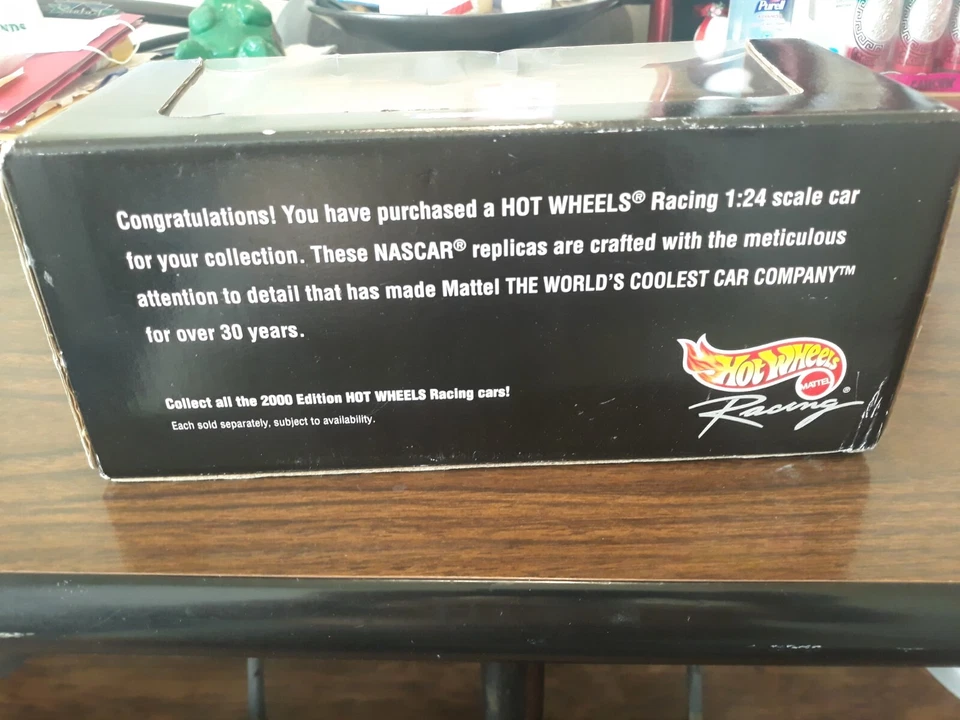 Purell
Congratulations! You have purchased a HOT WHEELS® Racing 1:24 scale car
for your collection. These NASCAR® replicas are crafted with the meticulous
attention to detail that has made Mattel THE WORLD'S COOLEST CAR COMPANY™
for over 30 years.
Collect all the 2000 Edition HOT WHEELS Racing cars!
Each sold separately, subject to availability.
HOT WHEELS
MATTEL
®
Racing